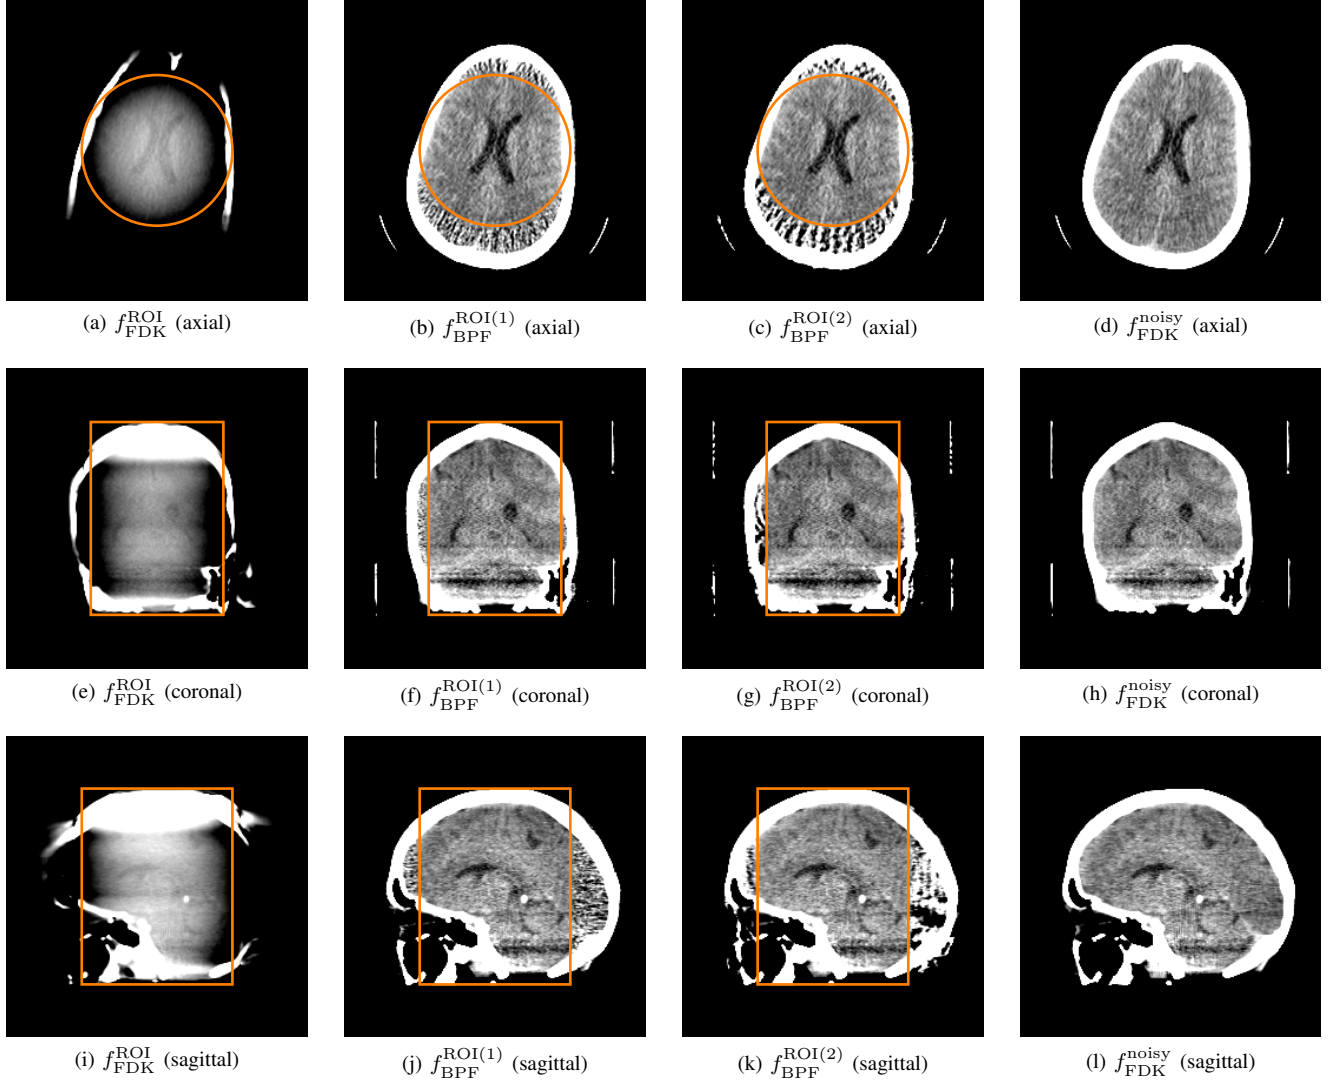 (a) f_FDK^ROI (axial)
(b) f_BPF^ROI(1) (axial)
(c) f_BPF^ROI(2) (axial)
(d) f_FDK^noisy (axial)
(e) f_FDK^ROI (coronal)
(f) f_BPF^ROI(1) (coronal)
(g) f_BPF^ROI(2) (coronal)
(h) f_FDK^noisy (coronal)
(i) f_FDK^ROI (sagittal)
(j) f_BPF^ROI(1) (sagittal)
(k) f_BPF^ROI(2) (sagittal)
(l) f_FDK^noisy (sagittal)